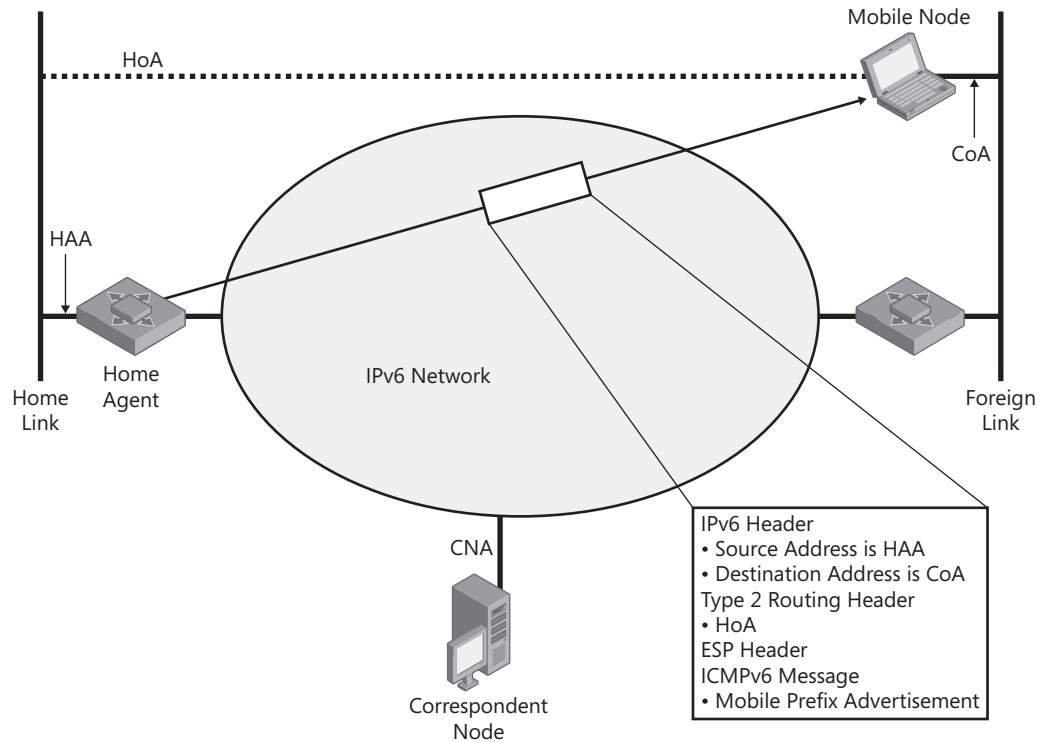 Mobile Node
HoA
CoA
HAA
Home
Agent
IPv6 Network
Home
Link
Foreign
Link
CNA
Correspondent
Node
IPv6 Header
• Source Address is HAA
• Destination Address is CoA
Type 2 Routing Header
• HoA
ESP Header
ICMPv6 Message
• Mobile Prefix Advertisement